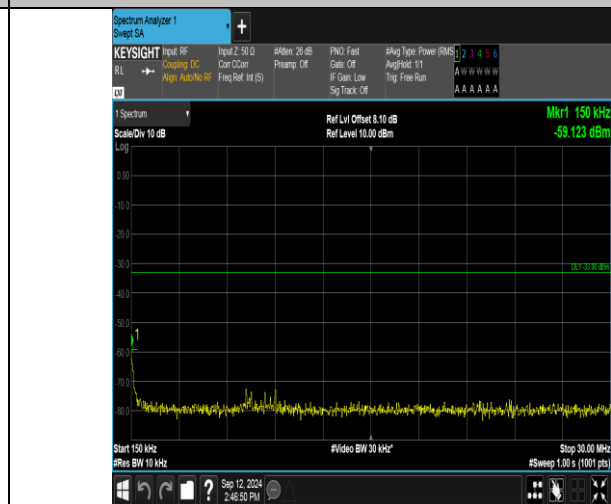 Spectrum Analyzer 1
Swept SA
+
KEYSIGHT Input: RF Input Z: 50 Ω #Atten: 26 dB PNO: Fast #Avg Type: Power (RMS 1 2 3 4 5 6
RL Coupling: DC Corr CCorr Preamp: Off Gate: Off Avg|Hold: 1/1 A W W W W W
Align: Auto/No RF Freq Ref: Int (S) IF Gain: Low Trig: Free Run
Sig Track: Off A A A A A A
LXI
1 Spectrum Ref Lvl Offset 8.10 dB Mkr1 150 kHz
Scale/Div 10 dB Ref Level 10.00 dBm -59.123 dBm
Log
0.00
-10.0
-20.0
-30.0
DL1 -33.00 dBm
-40.0
-50.0
1
-60.0
-70.0
-80.0
Start 150 kHz #Video BW 30 kHz* Stop 30.00 MHz
#Res BW 10 kHz #Sweep 1.00 s (1001 pts)
? Sep 12, 2024
2:46:50 PM